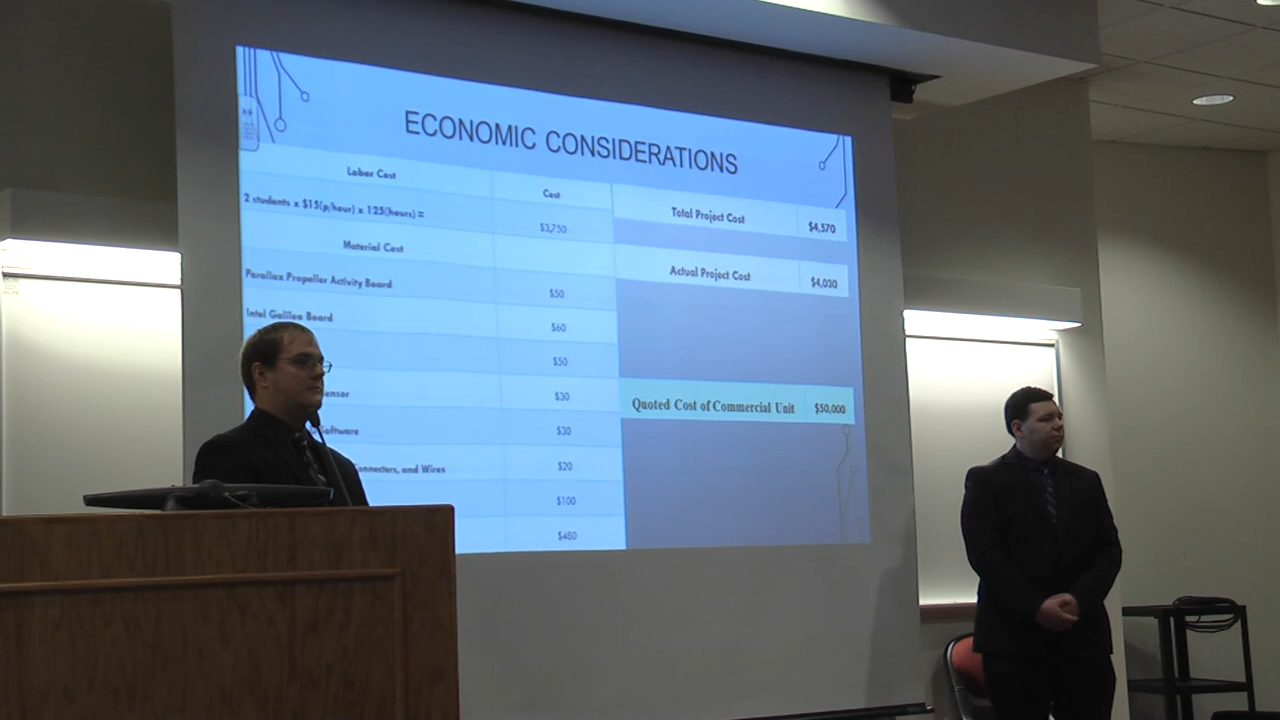 ECONOMIC CONSIDERATIONS
Labor Cost
Cost
2 students x $15(p/hour) x 125(hours) =
$3,750
Material Cost
Parallax Propeller Activity Board
$50
Intel Galileo Board
$60
$50
ensor
$30
Software
$30
Connecters, and Wires
$20
$100
$480
Total Project Cost
$4,570
Actual Project Cost
$4,030
Quoted Cost of Commercial Unit
$50,000